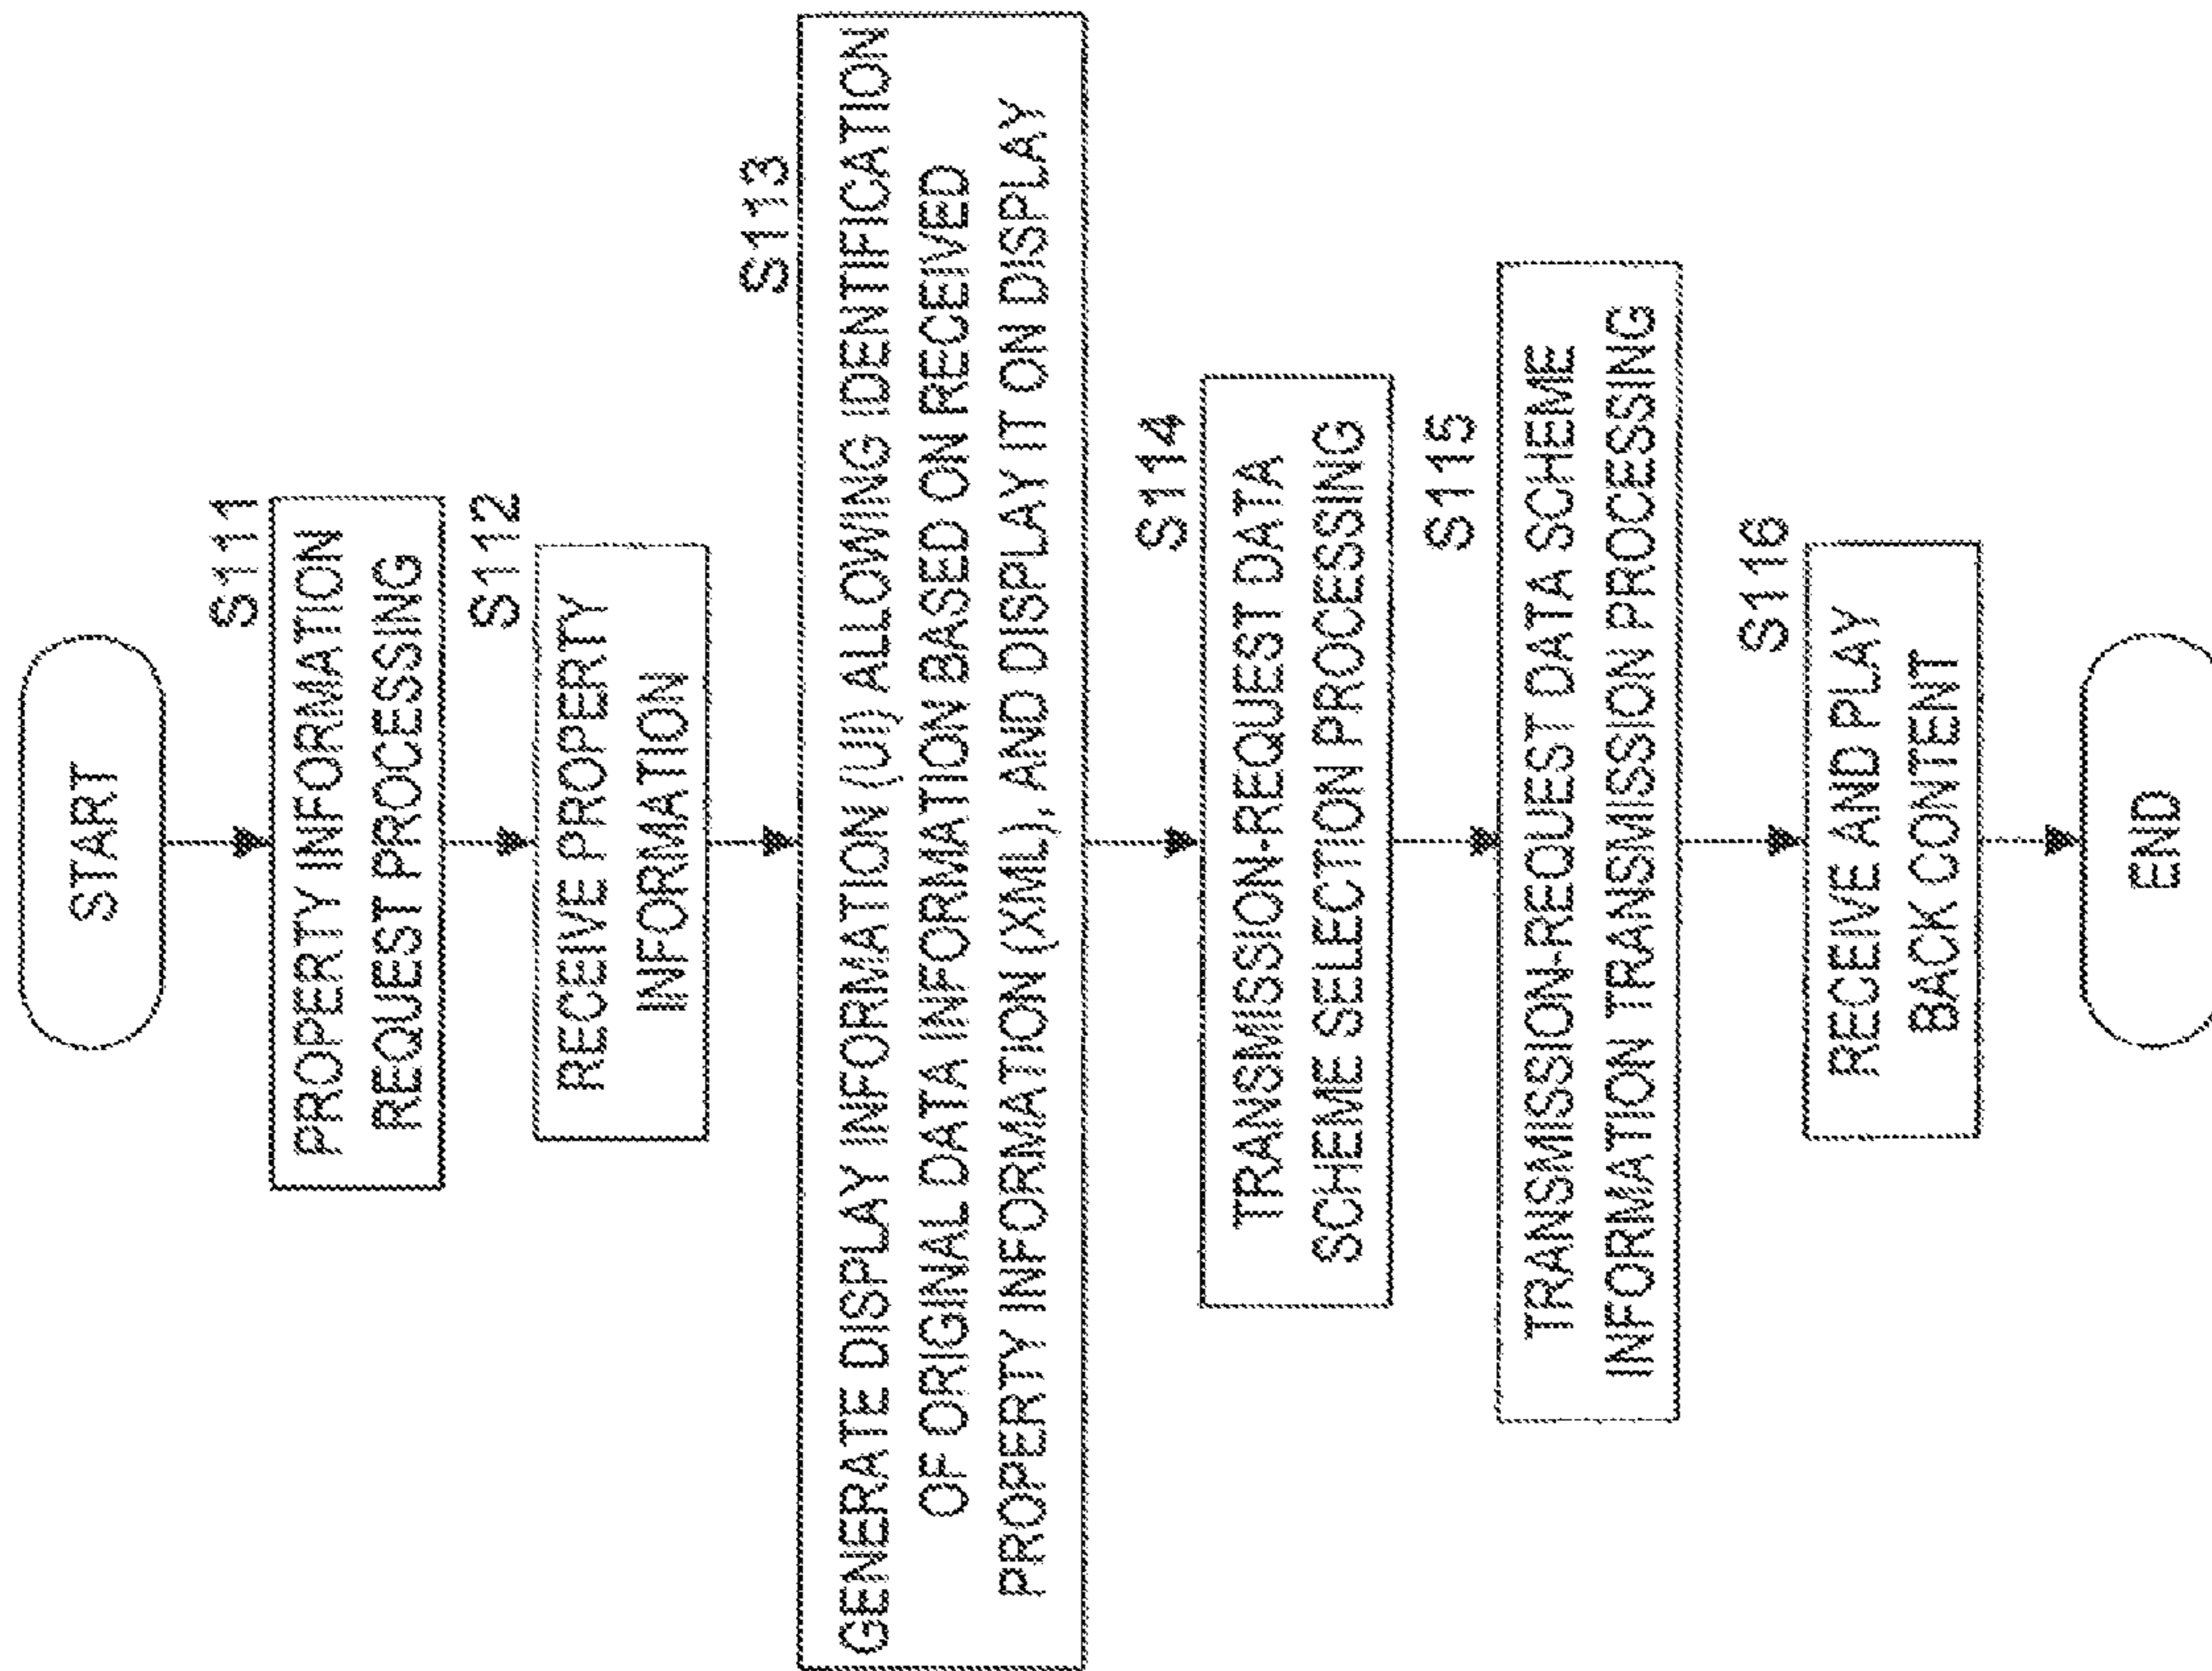 START
S111
PROPERTY INFORMATION
REQUEST PROCESSING
S112
RECEIVE PROPERTY
INFORMATION
S113
GENERATE DISPLAY INFORMATION (UI) ALLOWING IDENTIFICATION
OF ORIGINAL DATA INFORMATION BASED ON RECEIVED
PROPERTY INFORMATION (XML), AND DISPLAY IT ON DISPLAY
S114
TRANSMISSION-REQUEST DATA
SCHEME SELECTION PROCESSING
S115
TRANSMISSION-REQUEST DATA SCHEME
INFORMATION TRANSMISSION PROCESSING
S116
RECEIVE AND PLAY
BACK CONTENT
END